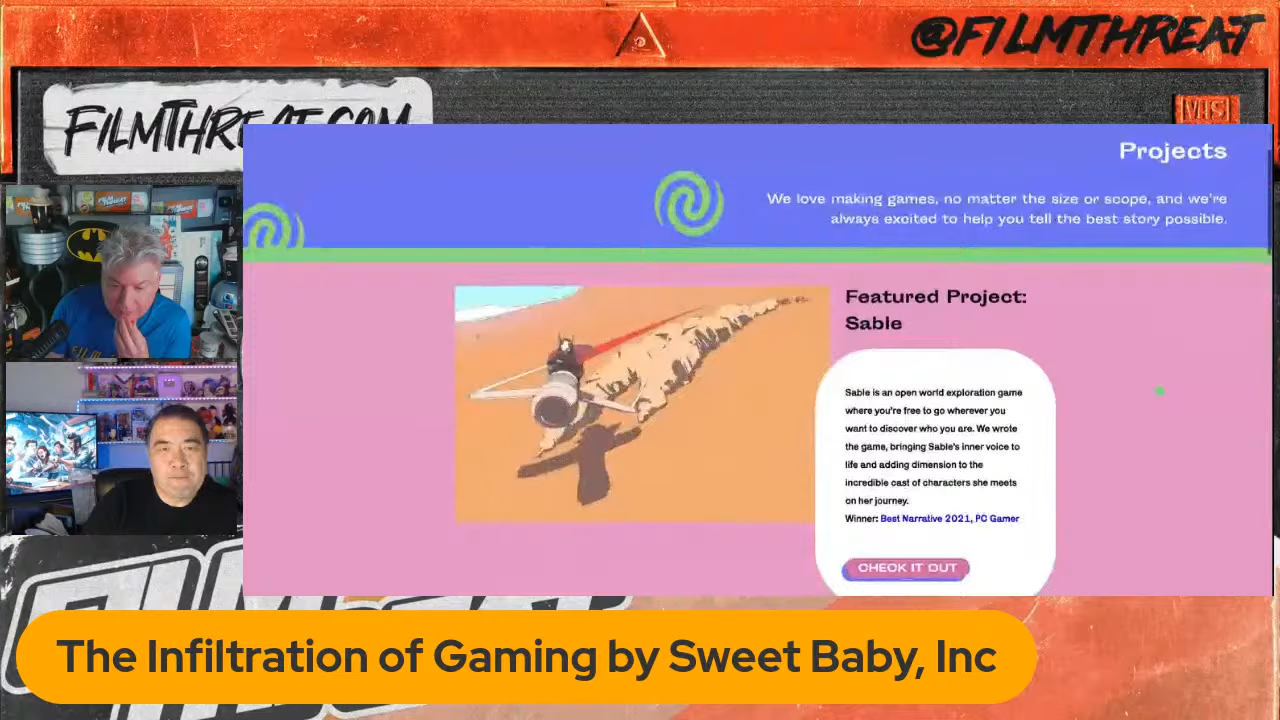 @FILMTHREAT
FILMTHREAT.COM
Projects
We love making games, no matter the size or scope, and we're
always excited to help you tell the best story possible.
Featured Project:
Sable
Sable is an open world exploration game
where you're free to go wherever you
want to discover who you are. We wrote
the game, bringing Sable's inner voice to
life and adding dimension to the
incredible cast of characters she meets
on her journey.
Winner: Best Narrative 2021, PC Gamer
CHECK IT OUT
The Infiltration of Gaming by Sweet Baby, Inc